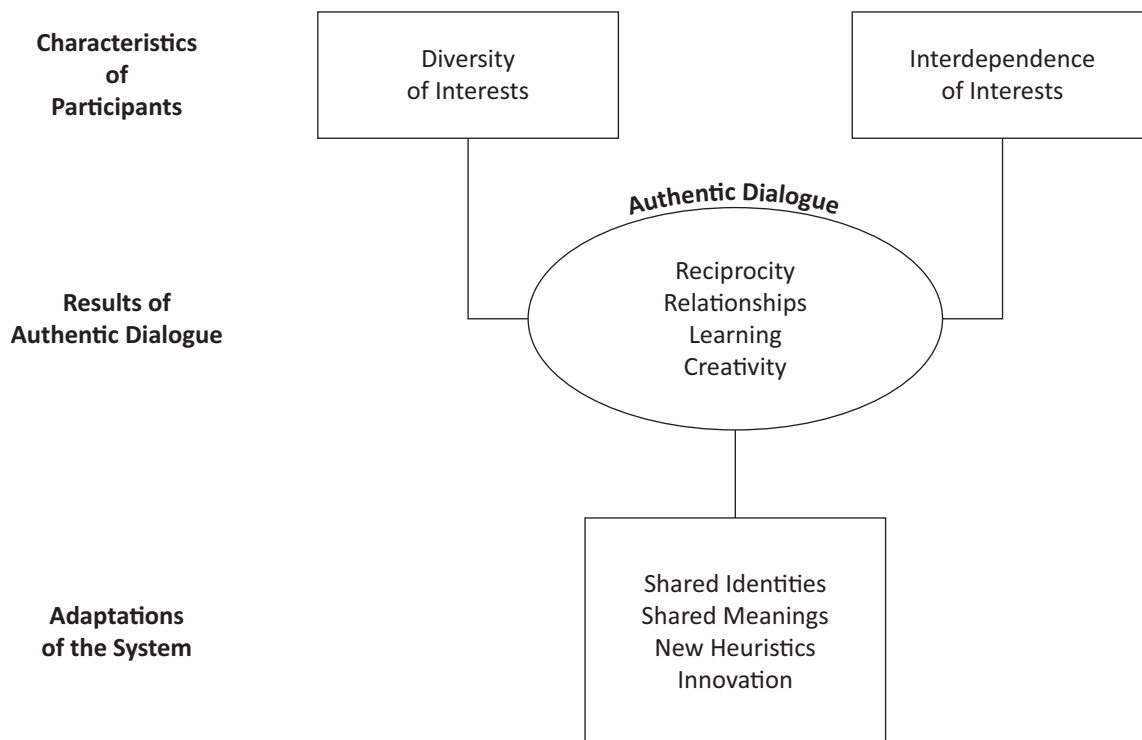 Characteristics
of
Participants
Diversity
of Interests
Interdependence
of Interests
Authentic Dialogue
Results of
Authentic Dialogue
Reciprocity
Relationships
Learning
Creativity
Adaptations
of the System
Shared Identities
Shared Meanings
New Heuristics
Innovation